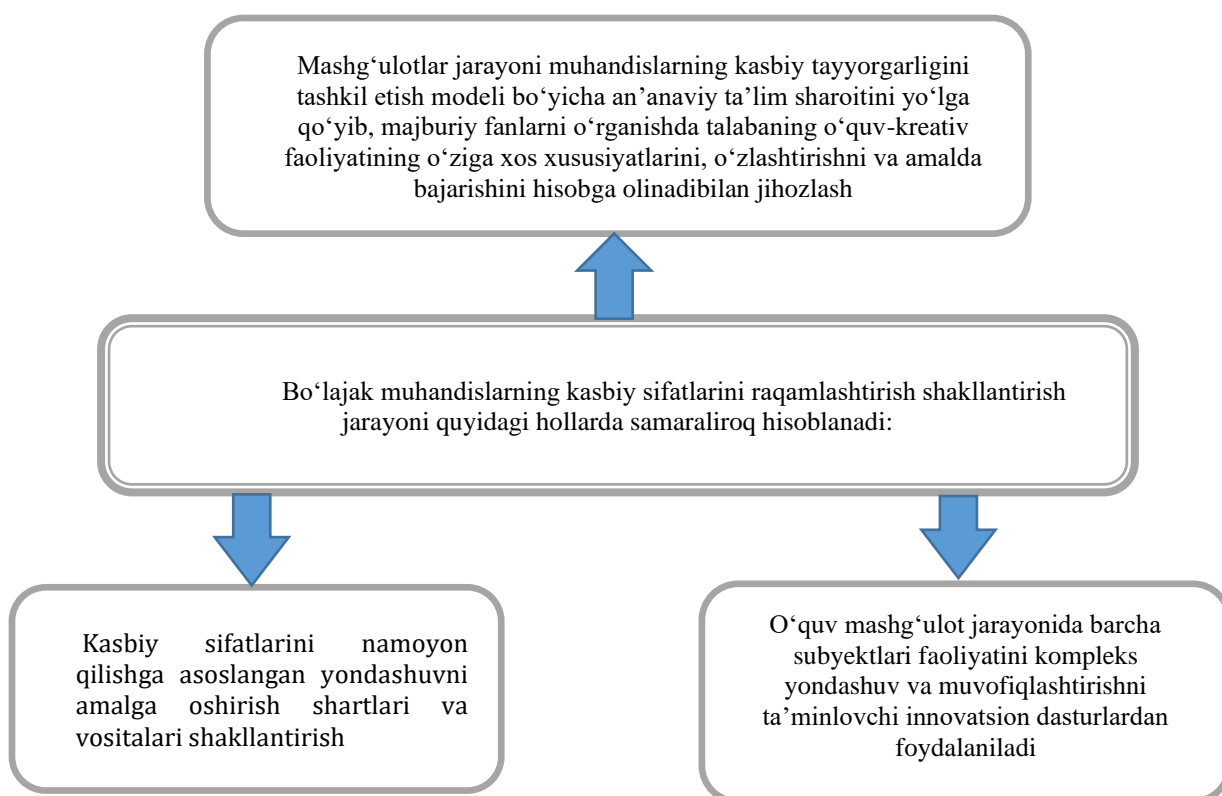 Mashg‘ulotlar jarayoni muhandislarning kasbiy tayyorgarligini
tashkil etish modeli bo‘yicha an’anaviy ta’lim sharoitini yo‘lga
qo‘yib, majburiy fanlarni o‘rganishda talabaning o‘quv-kreativ
faoliyatining o‘ziga xos xususiyatlarini, o‘zlashtirishni va amalda
bajarishini hisobga olinadibilan jihozlash
Bo‘lajak muhandislarning kasbiy sifatlarini raqamlashtirish shakllantirish
jarayoni quyidagi hollarda samaraliroq hisoblanadi:
Kasbiy sifatlarini namoyon
qilishga asoslangan yondashuvni
amalga oshirish shartlari va
vositalari shakllantirish
O‘quv mashg‘ulot jarayonida barcha
subyektlari faoliyatini kompleks
yondashuv va muvofiqlashtirishni
ta’minlovchi innovatsion dasturlardan
foydalaniladi